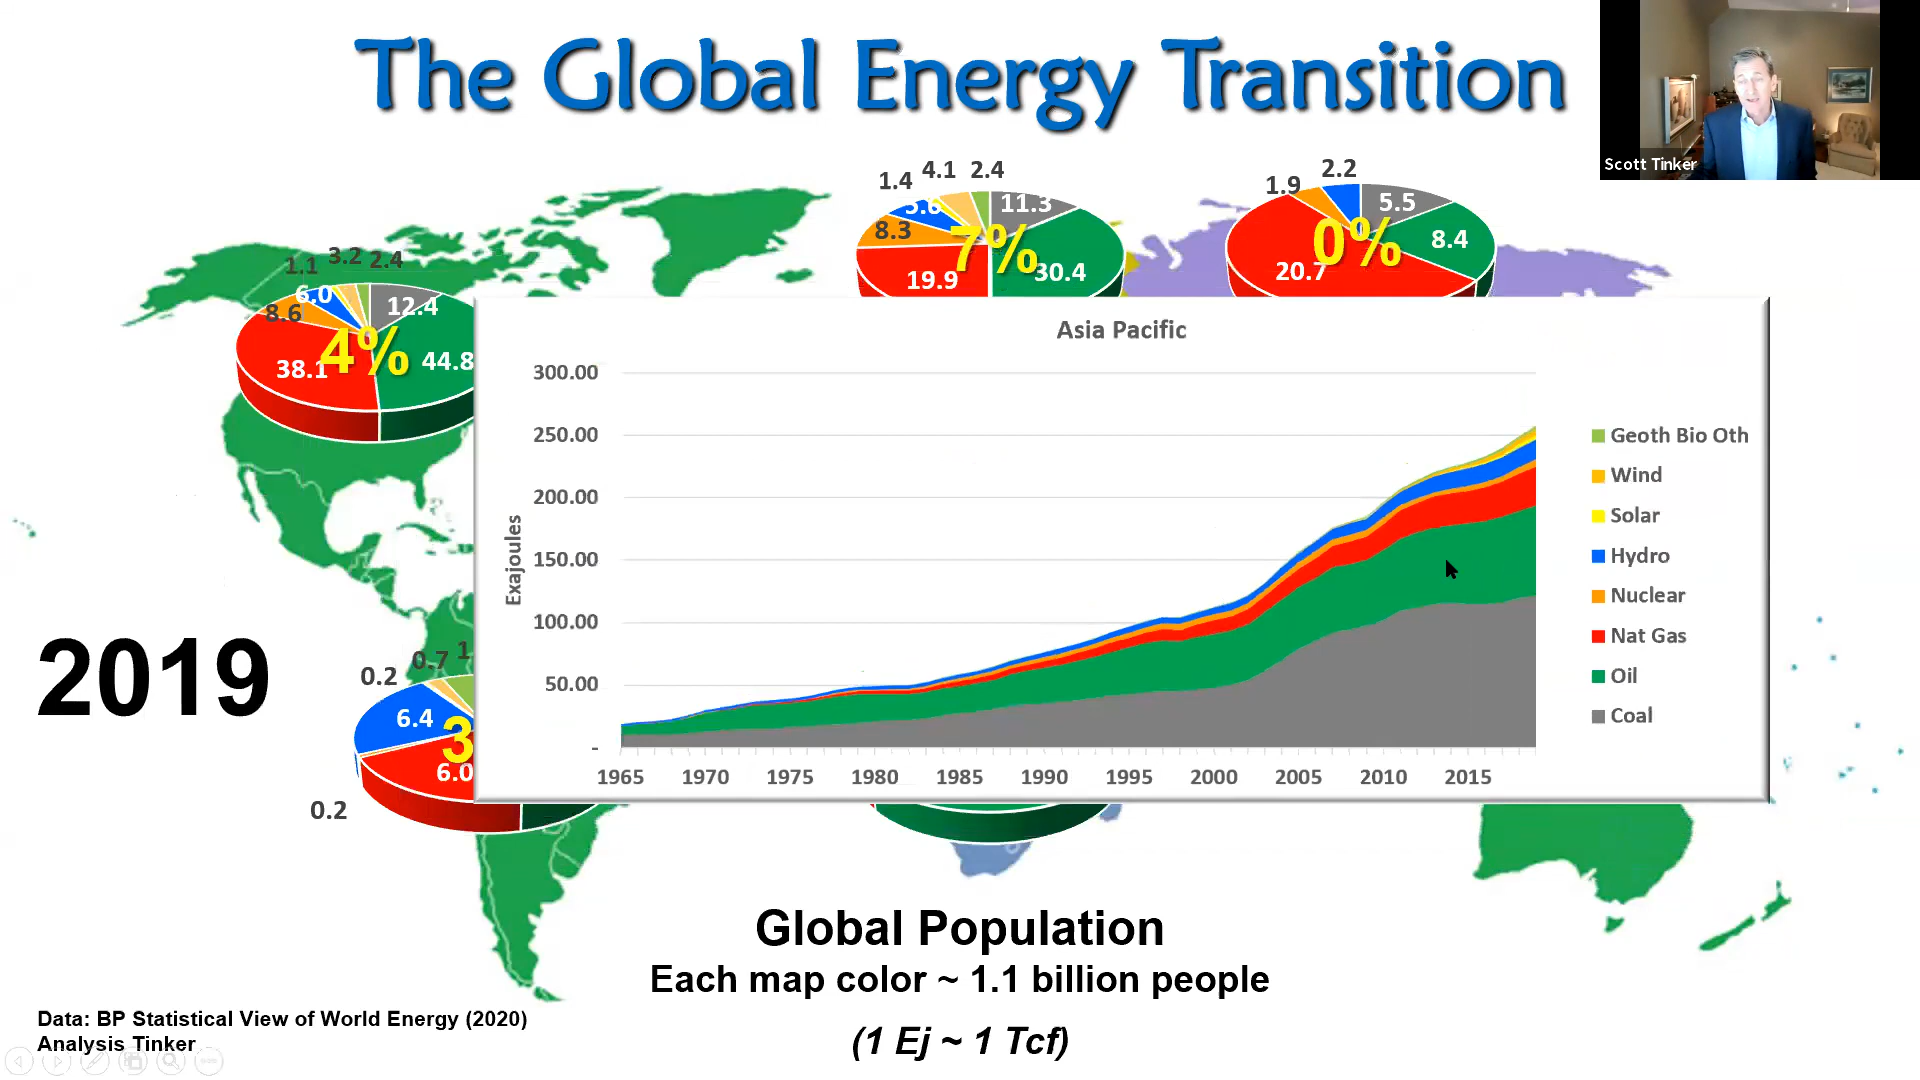 The Global Energy Transition
Scott Tinker
1.4 4.1 2.4
11.3
8.3
7%
19.9
30.4
1.9 2.2
5.5
0%
8.4
20.7
1.1 3.2 2.4
6.0
12.4
8.6
4%
38.1
44.8
Asia Pacific
300.00
250.00
200.00
150.00
100.00
50.00
-
Exajoules
1965 1970 1975 1980 1985 1990 1995 2000 2005 2010 2015
Geoth Bio Oth
Wind
Solar
Hydro
Nuclear
Nat Gas
Oil
Coal
2019
0.2 0.7 1
6.4
3
6.0
0.2
Global Population
Each map color ~ 1.1 billion people
(1 Ej ~ 1 Tcf)
Data: BP Statistical View of World Energy (2020)
Analysis Tinker